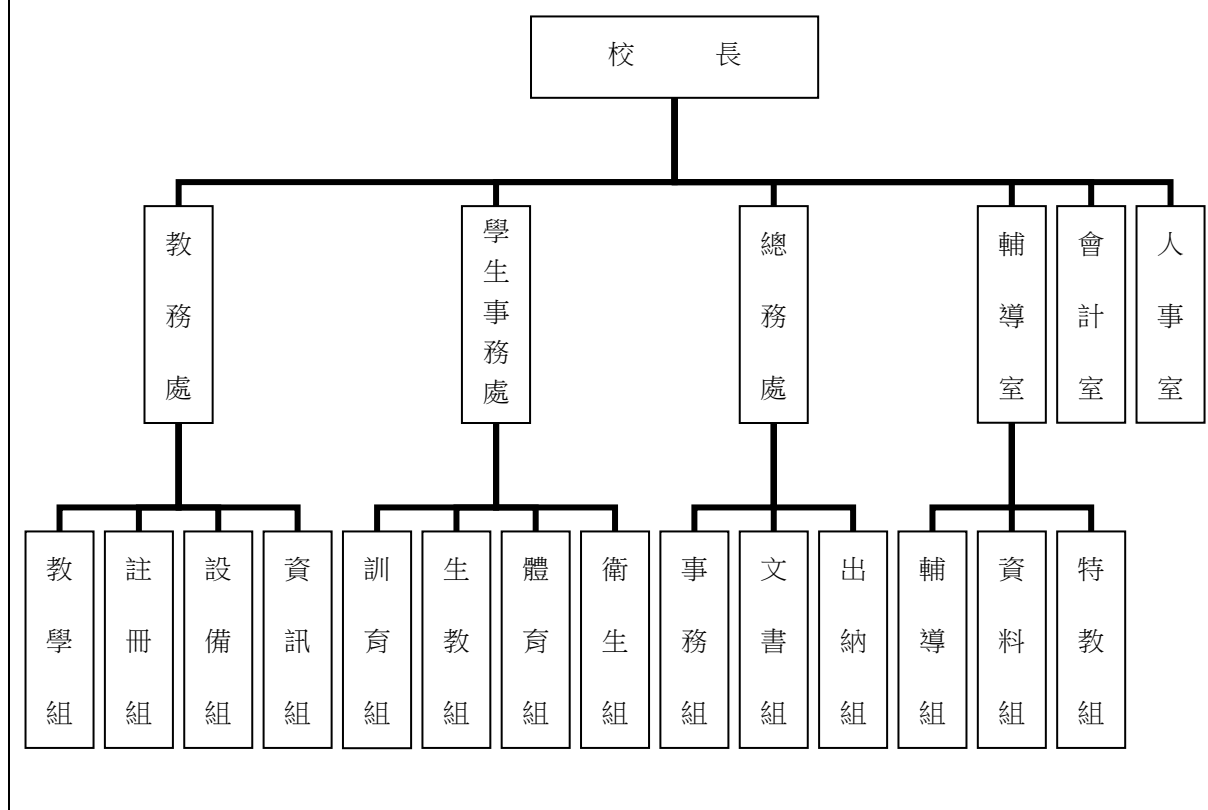 校長
教務處
學生事務處
總務處
輔導室
會計室
人事室
教學組
註冊組
設備組
資訊組
訓育組
生教組
體育組
衛生組
事務組
文書組
出納組
輔導組
資料組
特教組